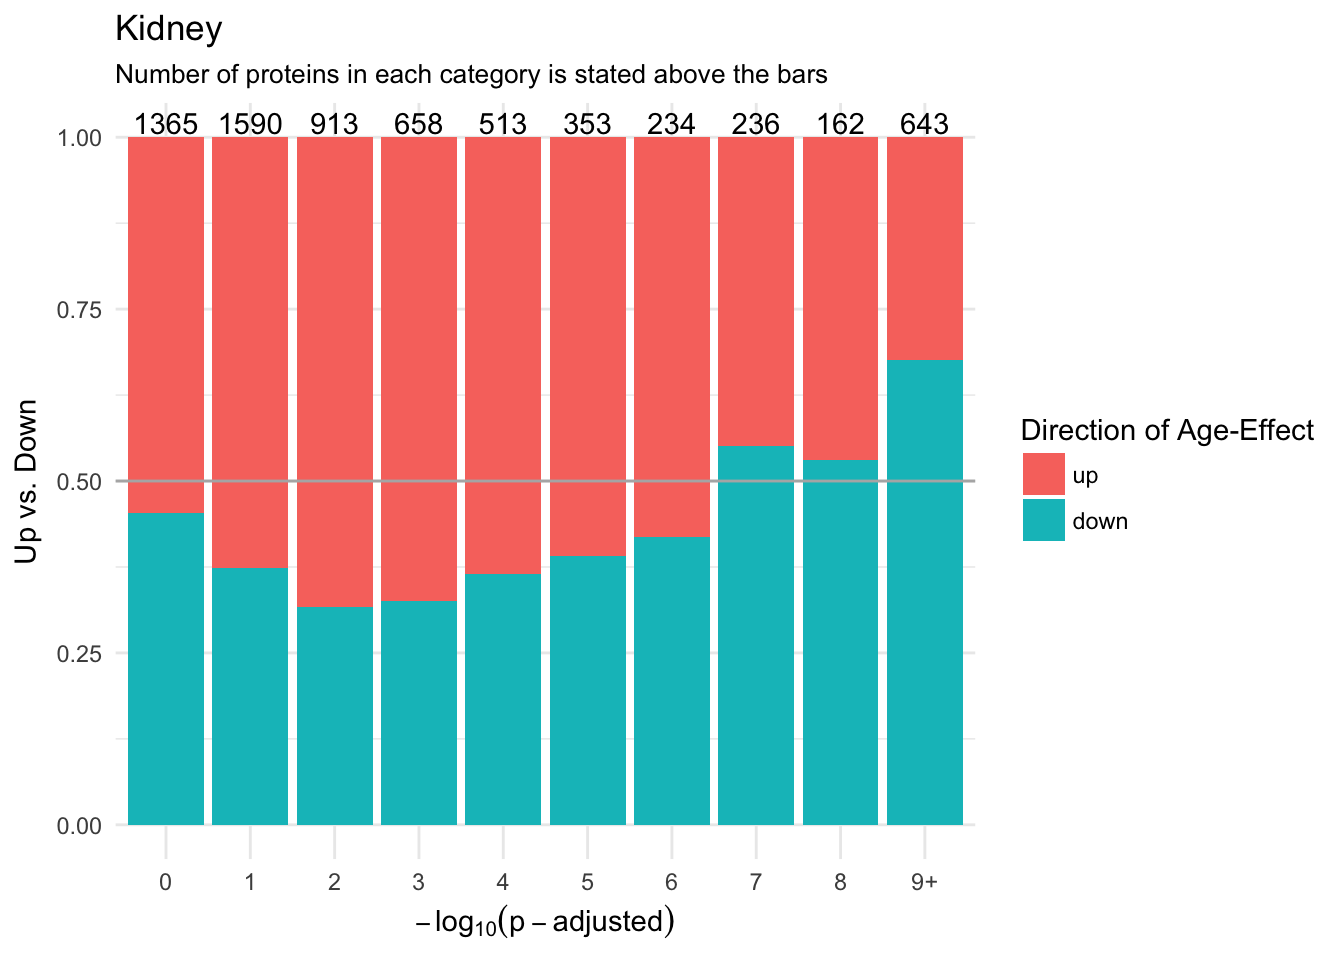 Kidney
Number of proteins in each category is stated above the bars
1365 1590 913 658 513 353 234 236 162 643
1.00
0.75
0.50
0.25
0.00
Up vs. Down
0 1 2 3 4 5 6 7 8 9+
−log10(p − adjusted)
Direction of Age-Effect
up
down